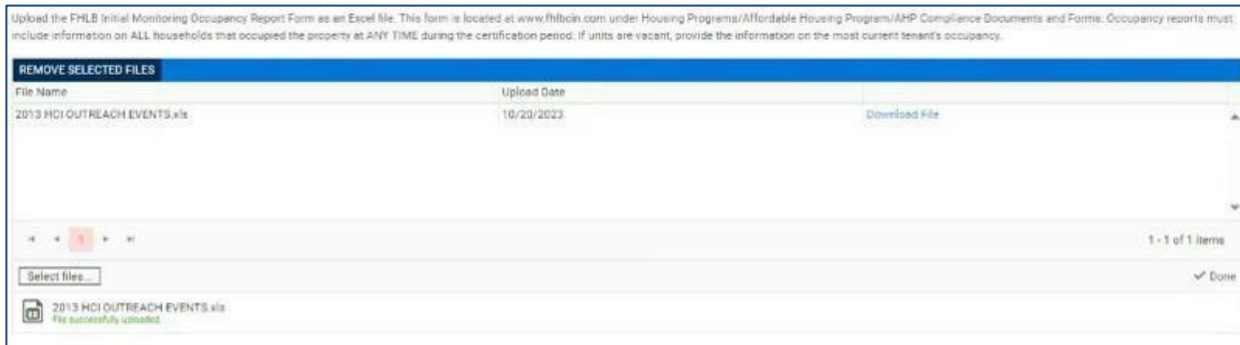 Upload the FHLB Initial Monitoring Occupancy Report Form as an Excel file. This form is located at www.fhlbcin.com under Housing Programs/Affordable Housing Program/AHP Compliance Documents and Forms. Occupancy reports must
include information on ALL households that occupied the property at ANY TIME during the certification period. If units are vacant, provide the information on the most current tenant's occupancy.
REMOVE SELECTED FILES
File Name Upload Date
2013 HCI OUTREACH EVENTS.xls 10/20/2023 Download File
1 1 - 1 of 1 items
Select files... Done
2013 HCI OUTREACH EVENTS.xls
File successfully uploaded.